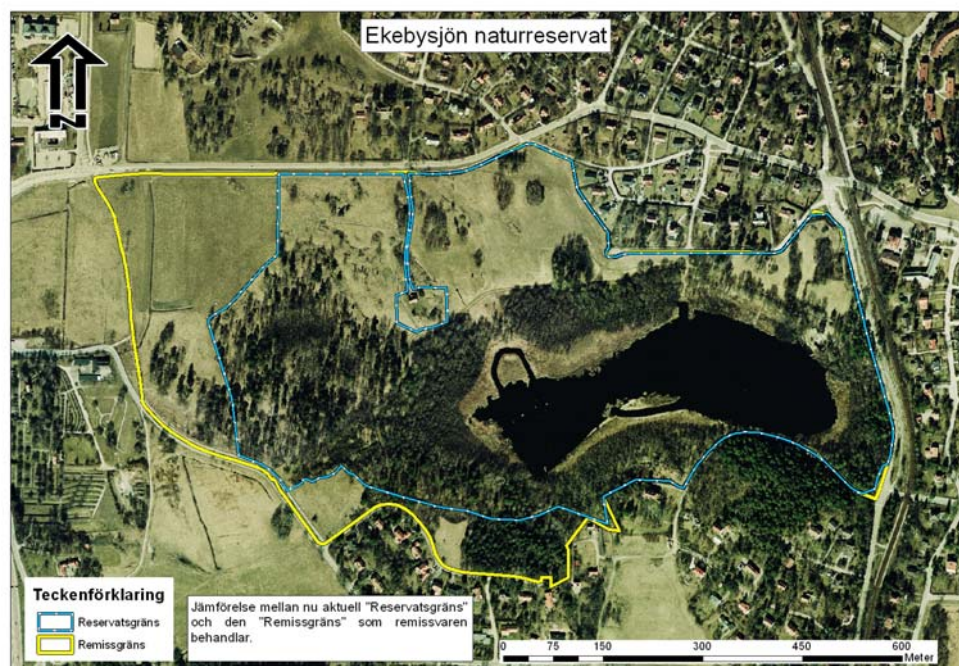 Ekebysjön naturreservat
N
Teckenförklaring
Reservatsgräns
Remissgräns
Jämförelse mellan nu aktuell "Reservatsgräns"
och den "Remissgräns" som remissvaren
behandlar.
0 75 150 300 450 600
Meter